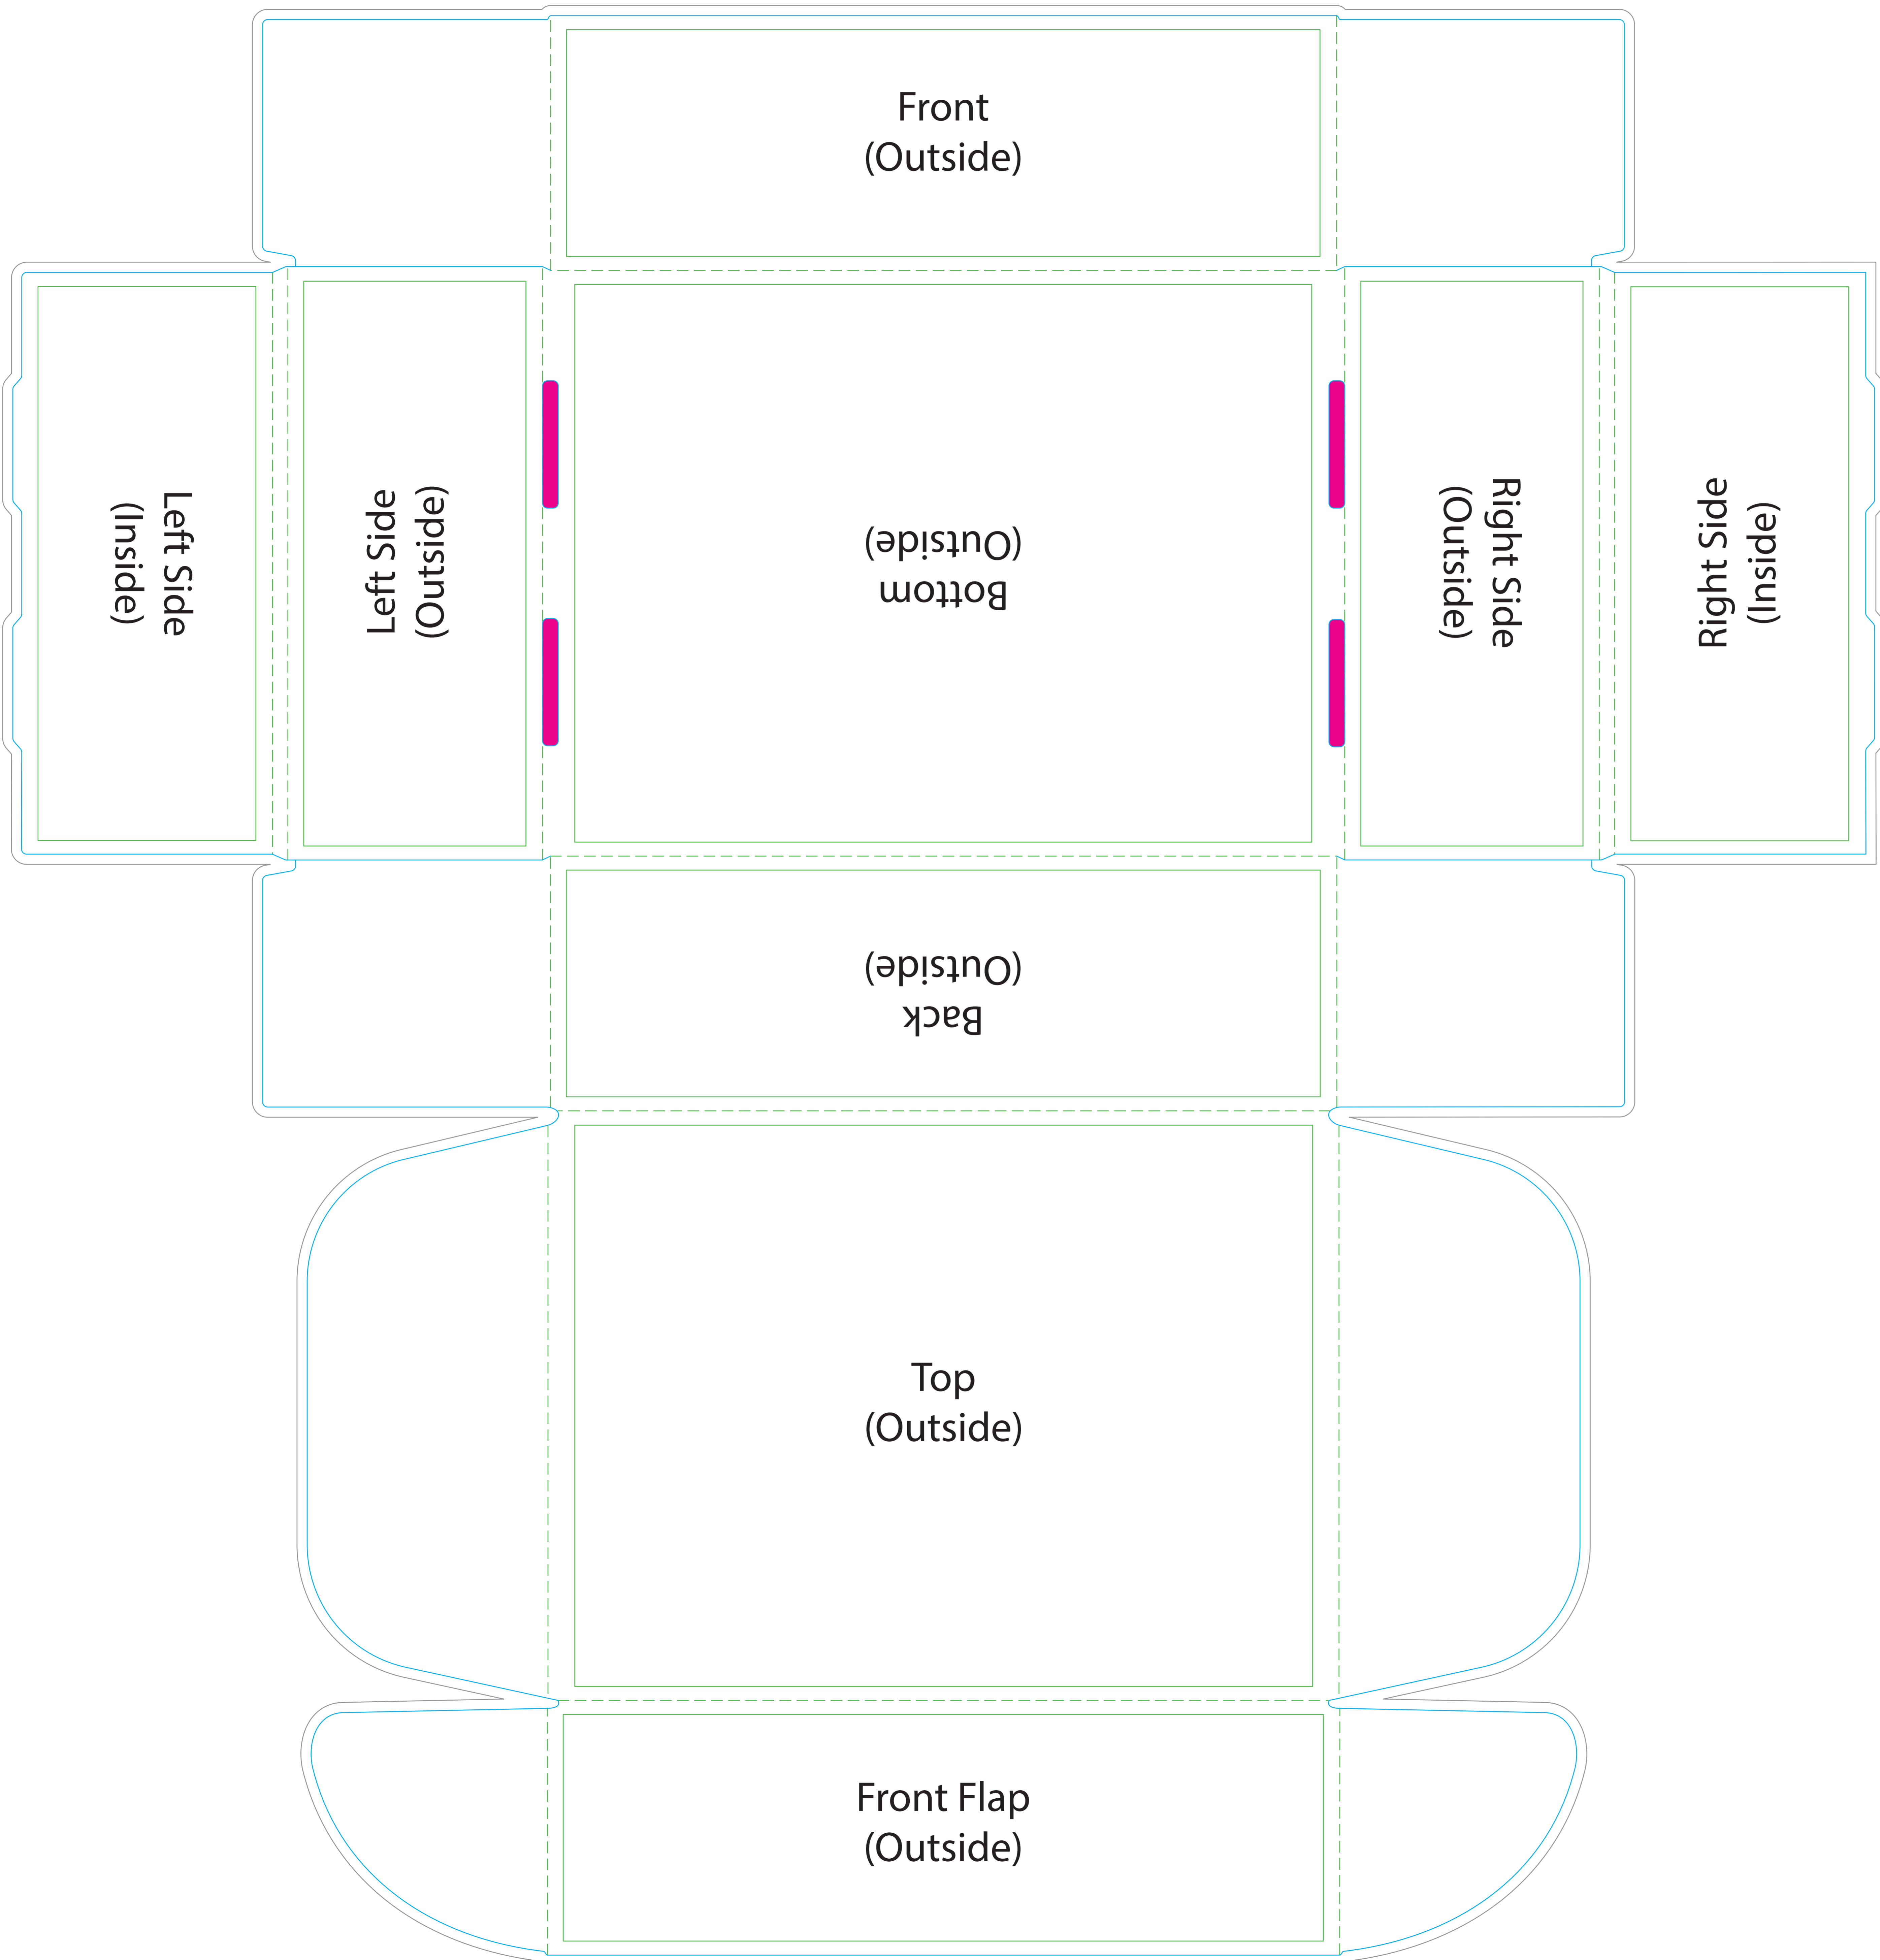 Front
(Outside)
Left Side
(Inside)
Left Side
(Outside)
Bottom
(Outside)
Right Side
(Outside)
Right Side
(Inside)
Back
(Outside)
Top
(Outside)
Front Flap
(Outside)